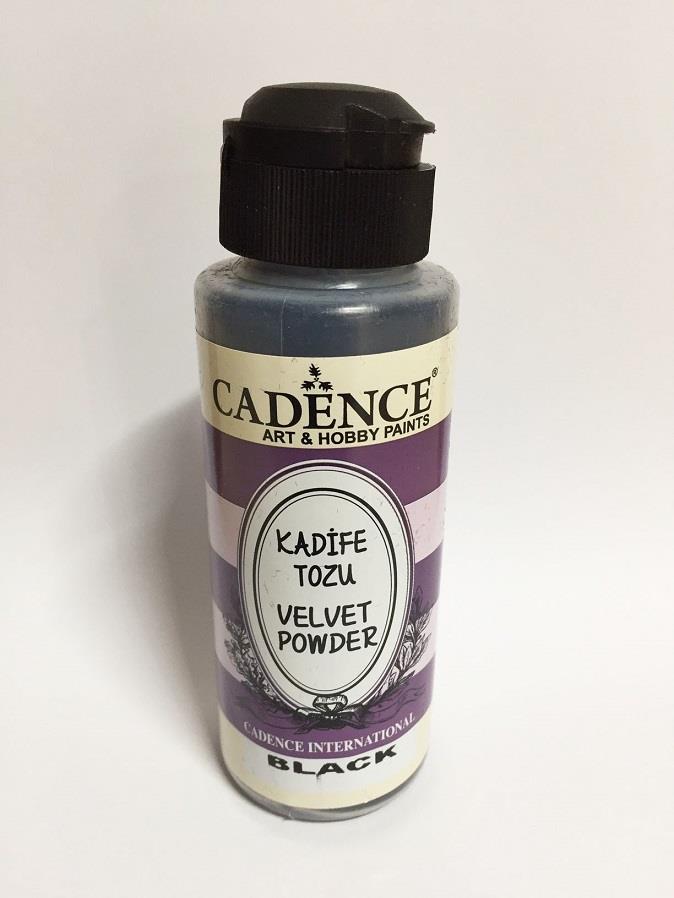 CADENCE®
ART & HOBBY PAINTS
KADİFE
TOZU
VELVET
POWDER
CADENCE INTERNATIONAL
BLACK